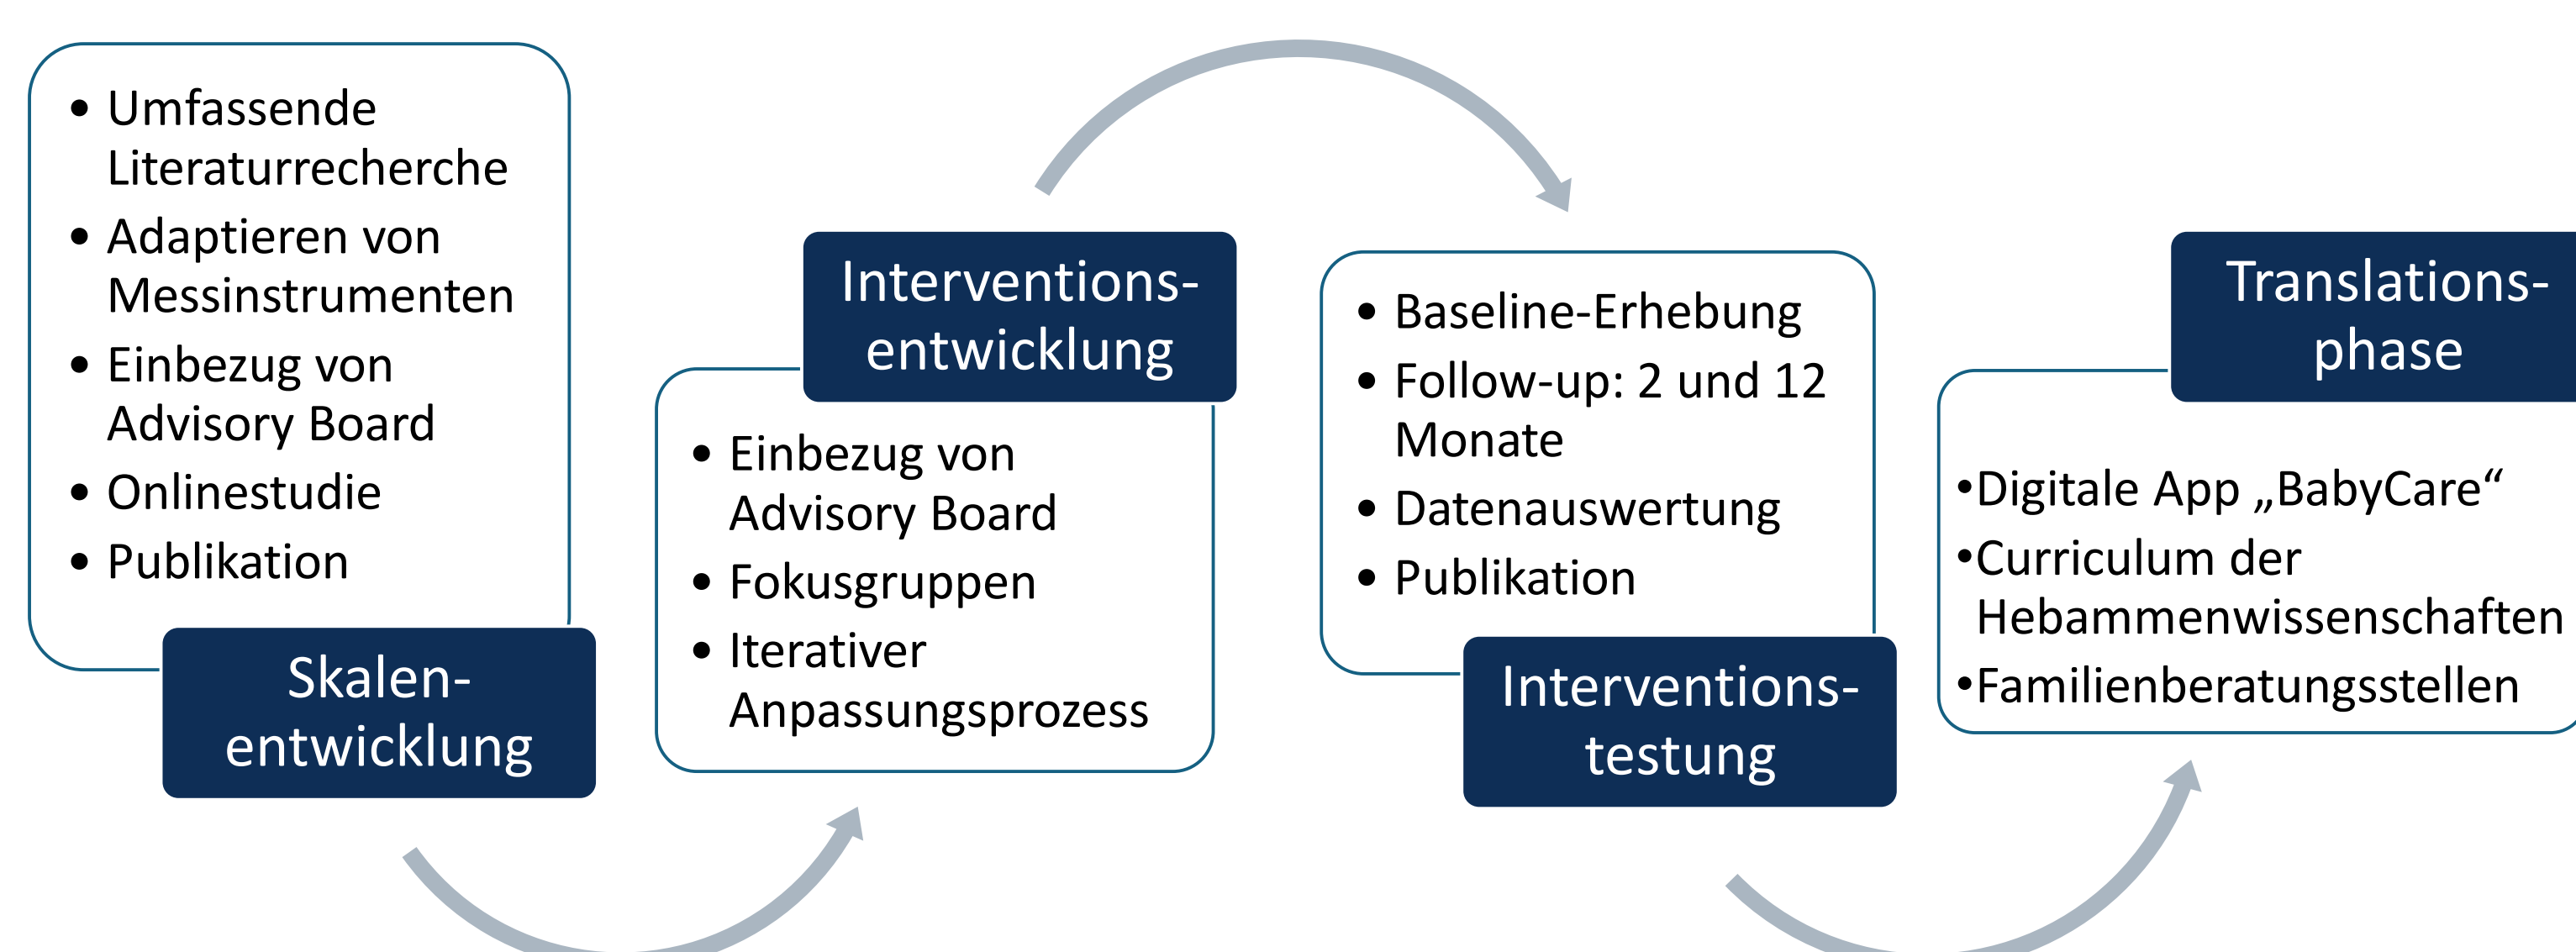 • Umfassende
Literaturrecherche
• Adaptieren von
Messinstrumenten
• Einbezug von
Advisory Board
• Onlinestudie
• Publikation
Skalen-
entwicklung
Interventions-
entwicklung
• Einbezug von
Advisory Board
• Fokusgruppen
• Iterativer
Anpassungsprozess
• Baseline-Erhebung
• Follow-up: 2 und 12
Monate
• Datenauswertung
• Publikation
Interventions-
testung
Translations-
phase
•Digitale App „BabyCare“
•Curriculum der
Hebammenwissenschaften
•Familienberatungsstellen